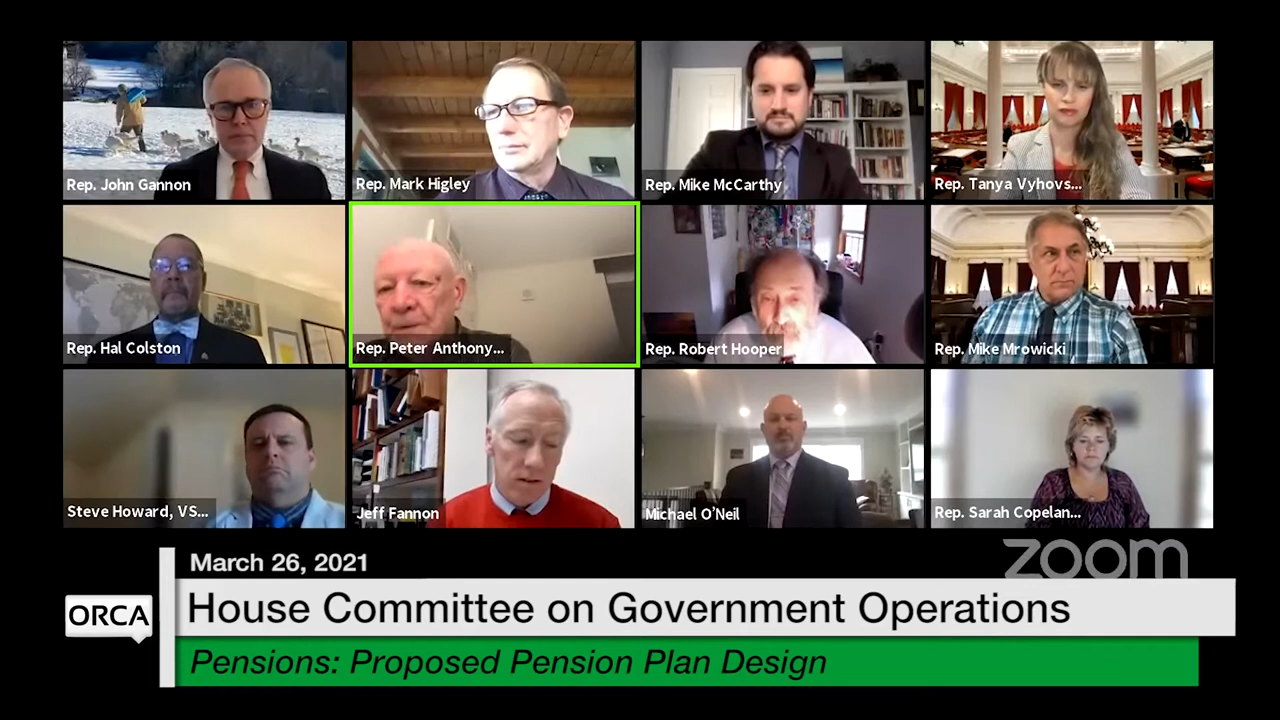 Rep. John Gannon
Rep. Mark Higley
Rep. Mike McCarthy
Rep. Tanya Vyhovs...
Rep. Hal Colston
Rep. Peter Anthony...
Rep. Robert Hooper
Rep. Mike Mrowicki
Steve Howard, VS...
Jeff Fannon
Michael O'Neil
Rep. Sarah Copelan...
zoom
March 26, 2021
ORCA
House Committee on Government Operations
Pensions: Proposed Pension Plan Design